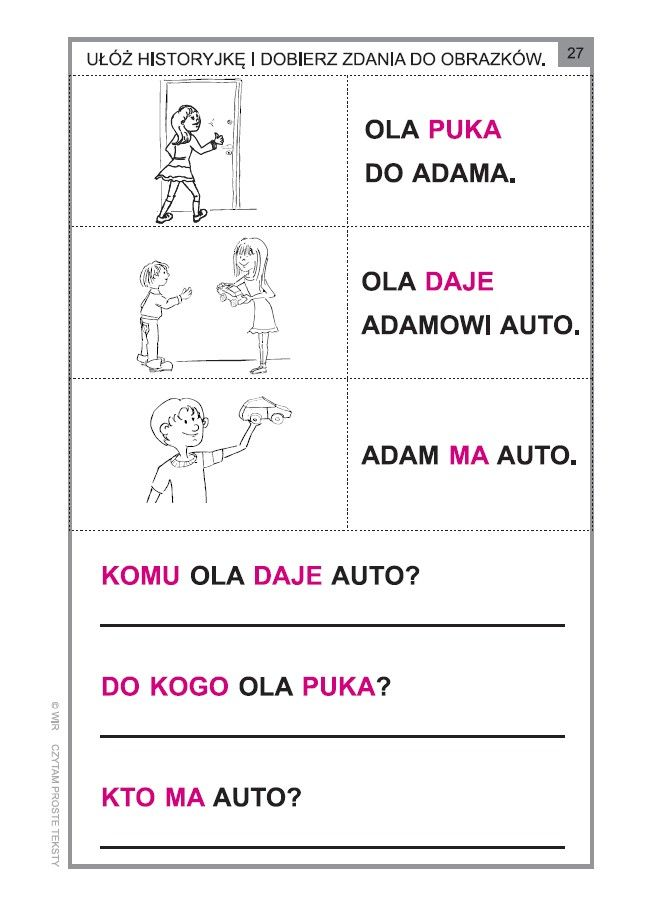 UŁÓŻ HISTORYJKĘ I DOBIERZ ZDANIA DO OBRAZKÓW.
27
OLA PUKA
DO ADAMA.
OLA DAJE
ADAMOWI AUTO.
ADAM MA AUTO.
KOMU OLA DAJE AUTO?
DO KOGO OLA PUKA?
KTO MA AUTO?
© WIR CZYTAM PROSTE TEKSTY